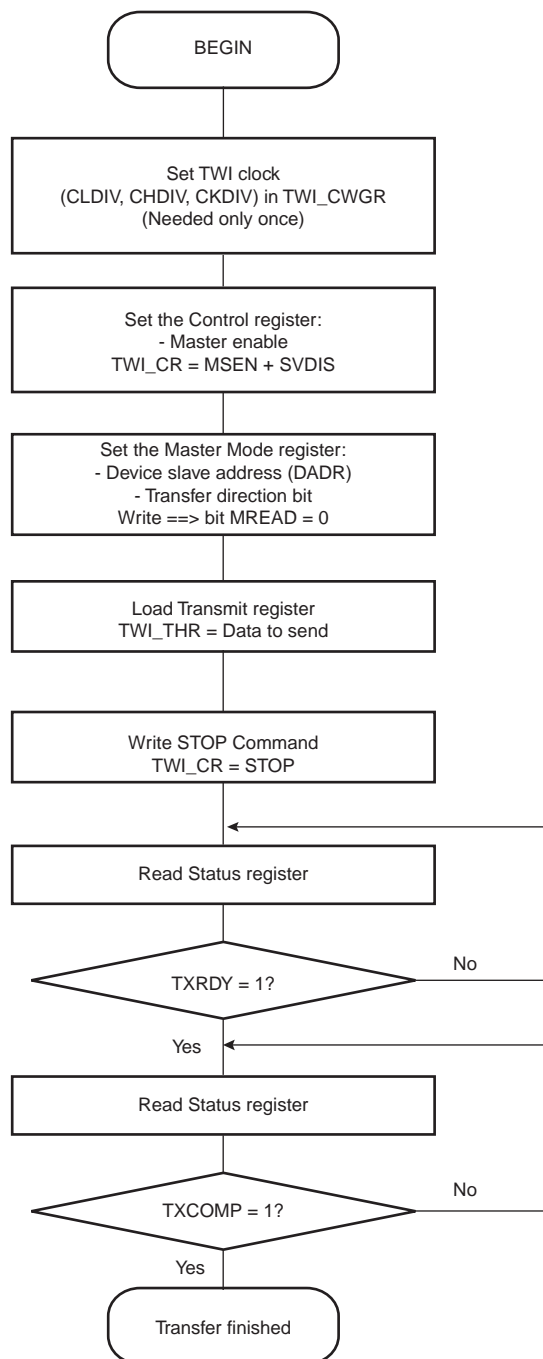 BEGIN
Set TWI clock
(CLDIV, CHDIV, CKDIV) in TWI_CWGR
(Needed only once)
Set the Control register:
- Master enable
TWI_CR = MSEN + SVDIS
Set the Master Mode register:
- Device slave address (DADR)
- Transfer direction bit
Write ==> bit MREAD = 0
Load Transmit register
TWI_THR = Data to send
Write STOP Command
TWI_CR = STOP
Read Status register
TXRDY = 1?
No
Yes
Read Status register
TXCOMP = 1?
No
Yes
Transfer finished